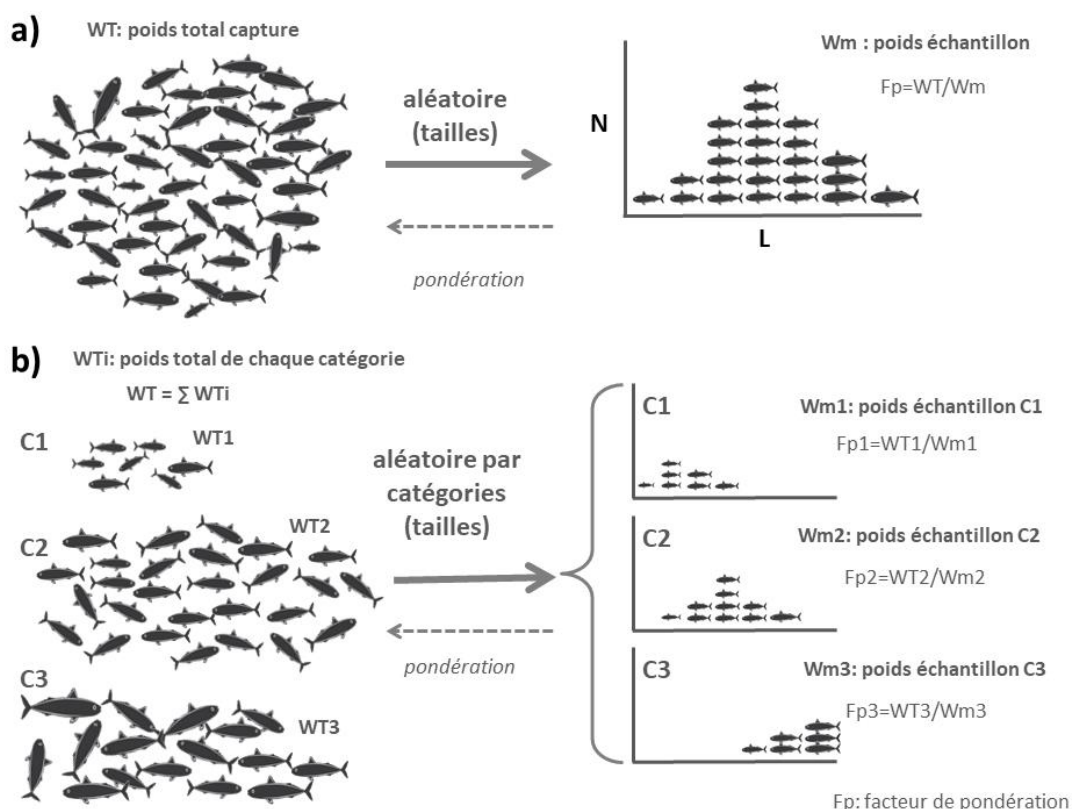 a)
WT: poids total capture
aléatoire
(tailles)
pondération
Wm : poids échantillon
Fp=WT/Wm
N
L
b)
WTi: poids total de chaque catégorie
WT = ∑ WTi
C1
WT1
C2
WT2
C3
WT3
aléatoire par
catégories
(tailles)
pondération
C1
Wm1: poids échantillon C1
Fp1=WT1/Wm1
C2
Wm2: poids échantillon C2
Fp2=WT2/Wm2
C3
Wm3: poids échantillon C3
Fp3=WT3/Wm3
Fp: facteur de pondération